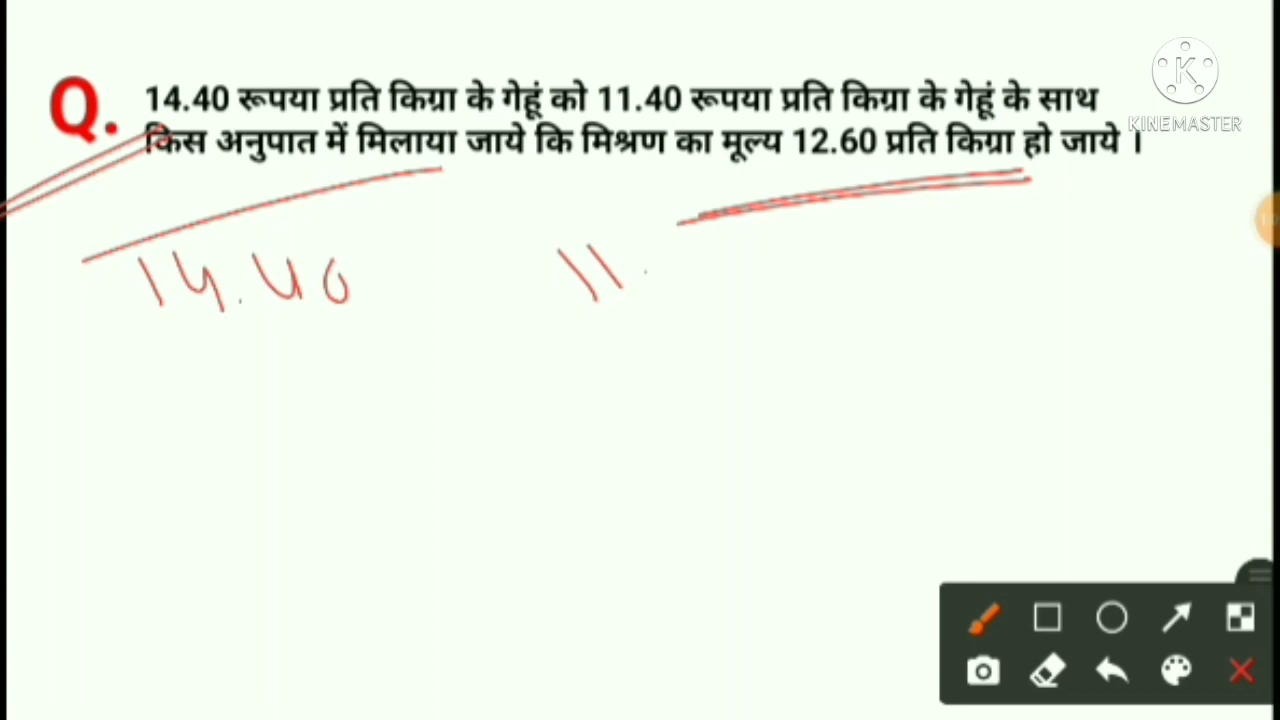 Q. 14.40 रूपया प्रति किग्रा के गेहूं को 11.40 रूपया प्रति किग्रा के गेहूं के साथ
किस अनुपात में मिलाया जाये कि मिश्रण का मूल्य 12.60 प्रति किग्रा हो जाये ।
KINEMASTER
14.40 11.